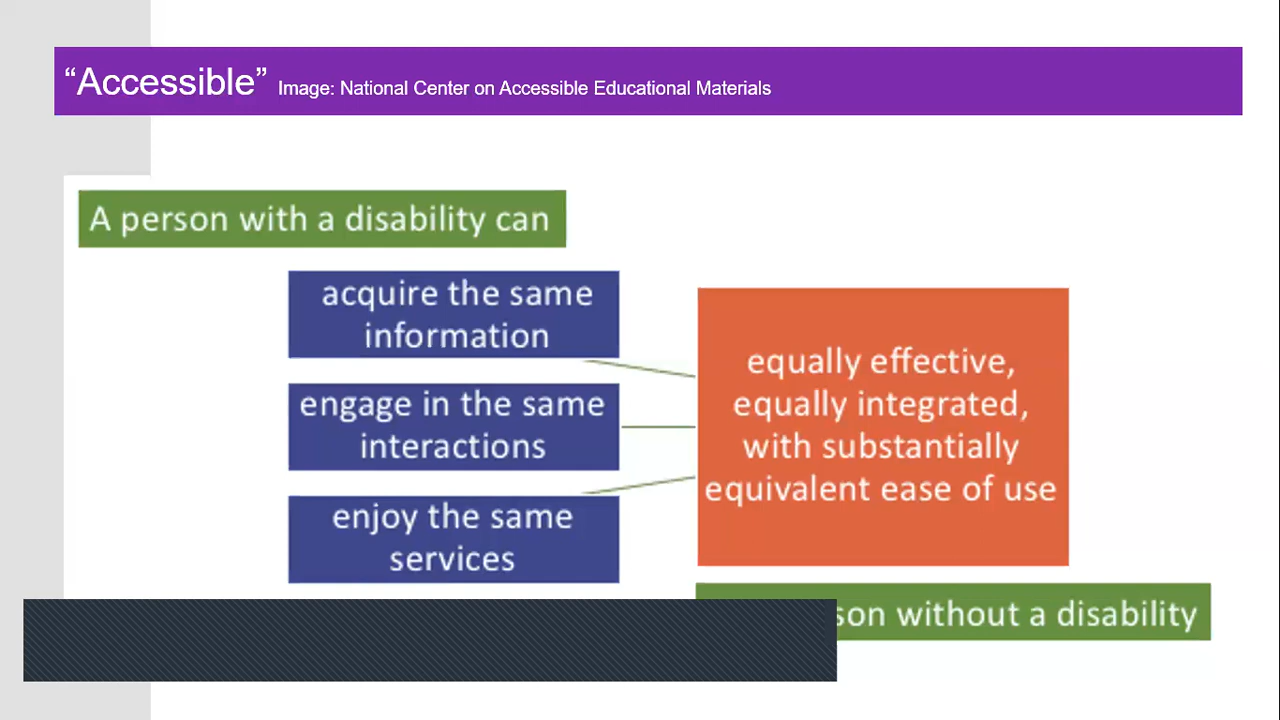 “Accessible” Image: National Center on Accessible Educational Materials
A person with a disability can
acquire the same
information
engage in the same
interactions
enjoy the same
services
equally effective,
equally integrated,
with substantially
equivalent ease of use
without a disability